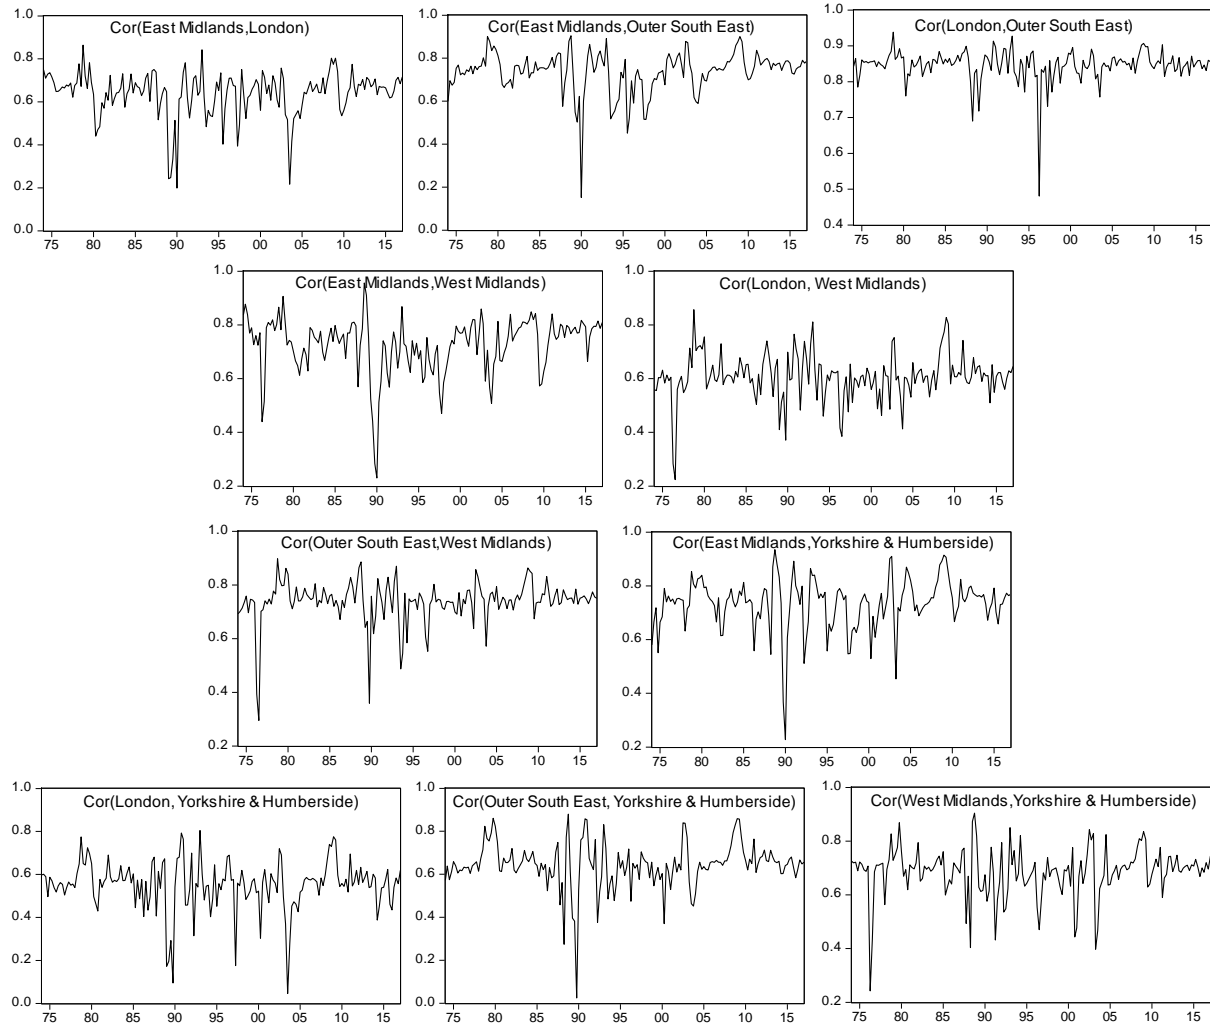 Cor(East Midlands,London)
1.0
0.8
0.6
0.4
0.2
0.0
75 80 85 90 95 00 05 10 15
Cor(East Midlands,Outer South East)
1.0
0.8
0.6
0.4
0.2
0.0
75 80 85 90 95 00 05 10 15
Cor(London,Outer South East)
1.0
0.9
0.8
0.7
0.6
0.5
0.4
75 80 85 90 95 00 05 10 15
Cor(East Midlands,West Midlands)
1.0
0.8
0.6
0.4
0.2
75 80 85 90 95 00 05 10 15
Cor(London, West Midlands)
1.0
0.8
0.6
0.4
0.2
75 80 85 90 95 00 05 10 15
Cor(Outer South East,West Midlands)
1.0
0.8
0.6
0.4
0.2
75 80 85 90 95 00 05 10 15
Cor(East Midlands,Yorkshire & Humberside)
1.0
0.8
0.6
0.4
0.2
75 80 85 90 95 00 05 10 15
Cor(London, Yorkshire & Humberside)
1.0
0.8
0.6
0.4
0.2
0.0
75 80 85 90 95 00 05 10 15
Cor(Outer South East, Yorkshire & Humberside)
1.0
0.8
0.6
0.4
0.2
0.0
75 80 85 90 95 00 05 10 15
Cor(West Midlands,Yorkshire & Humberside)
1.0
0.8
0.6
0.4
0.2
75 80 85 90 95 00 05 10 15